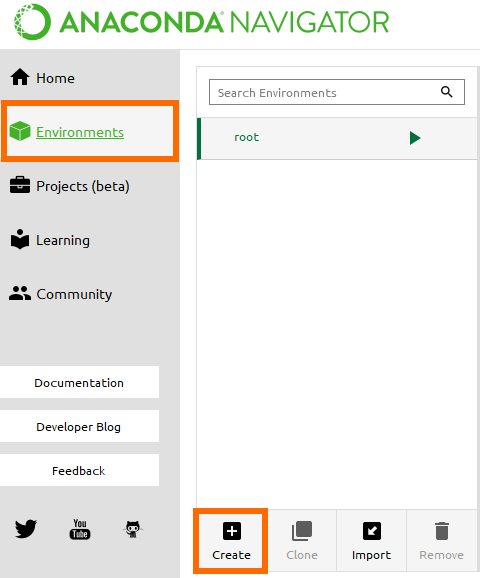 ANACONDA NAVIGATOR
Home
Environments
Projects (beta)
Learning
Community
Documentation
Developer Blog
Feedback
You
Tube
Search Environments
root
Create
Clone
Import
Remove